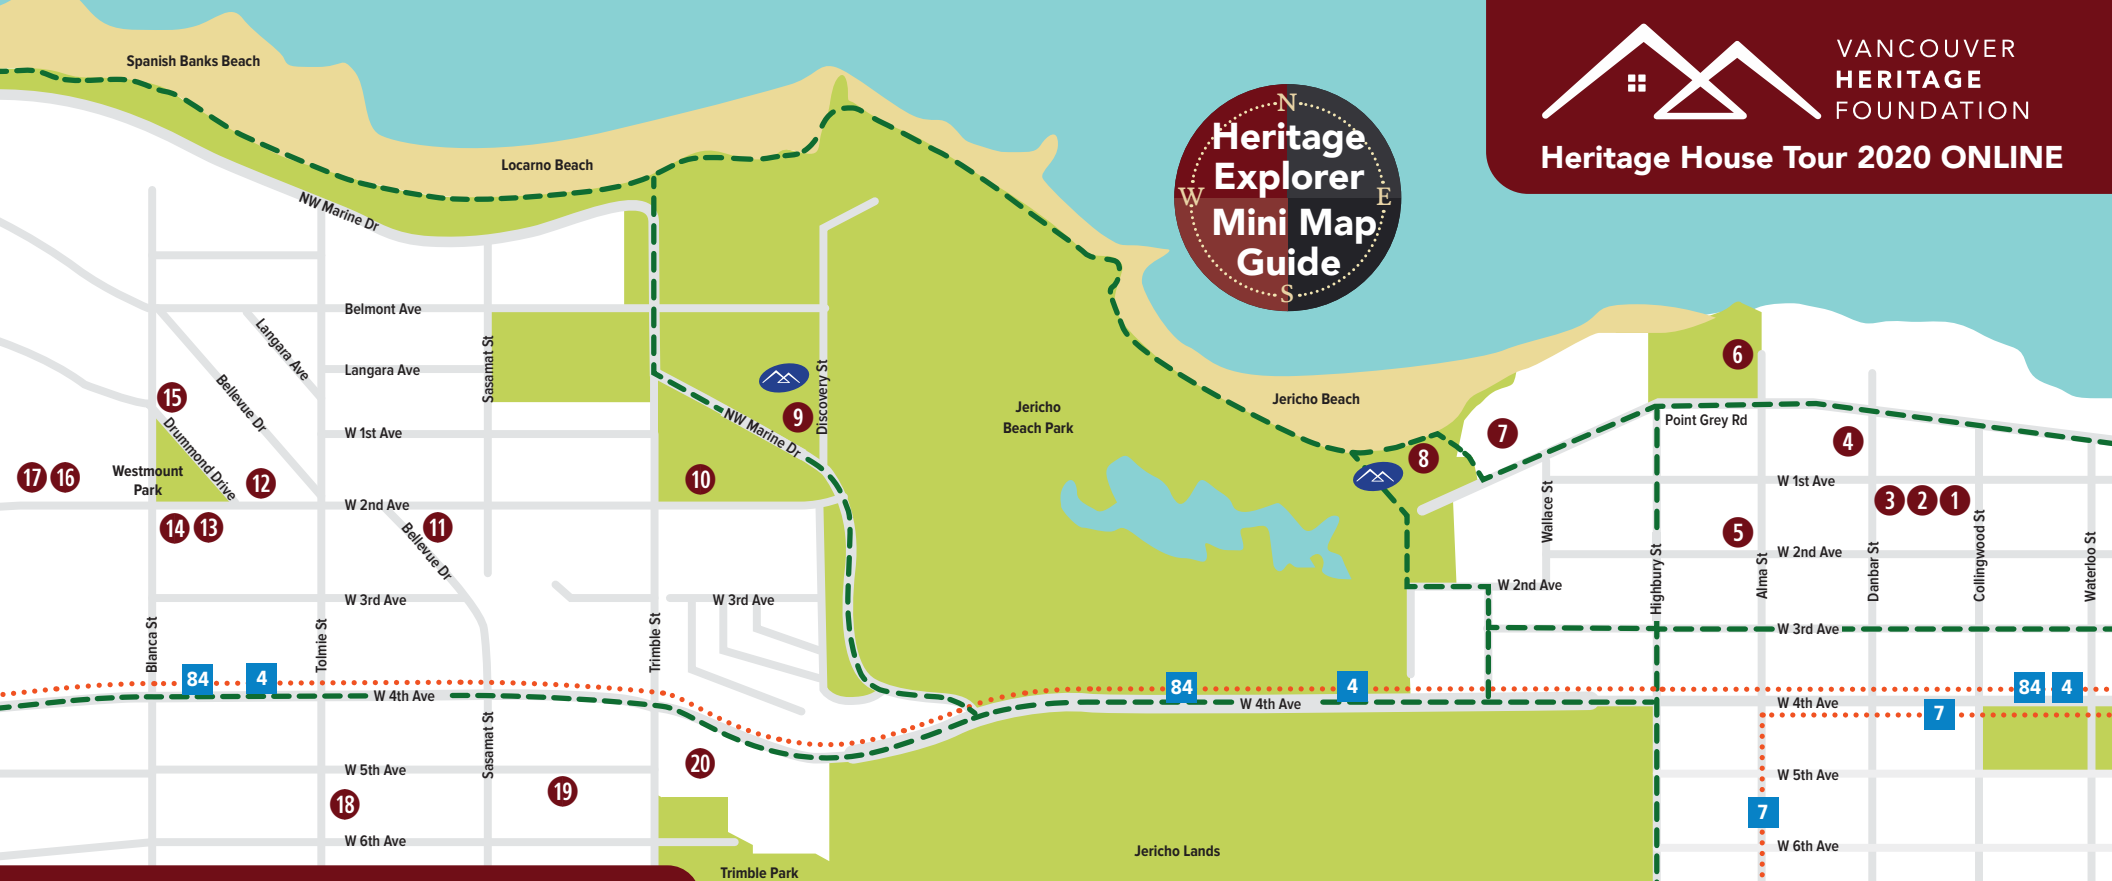 VANCOUVER
HERITAGE
FOUNDATION
Heritage House Tour 2020 ONLINE
N
Heritage
Explorer
W
E
Mini Map
Guide
S
Spanish Banks Beach
Locarno Beach
NW Marine Dr
Belmont Ave
Langara Ave
Langara Ave
Sasamat St
Bellevue Dr
Discovery St
Jericho
Beach Park
Jericho Beach
6
15
9
NW Marine Dr
W 1st Ave
Drummond Drive
Point Grey Rd
7
4
8
17
16
Westmount
Park
12
10
W 1st Ave
W 2nd Ave
3
2
1
14
13
11
Bellevue Dr
Wallace St
5
W 2nd Ave
Highbury St
Alma St
Danbar St
Collingwood St
Waterloo St
W 2nd Ave
W 3rd Ave
W 3rd Ave
W 3rd Ave
Blanca St
Tolmie St
Trimble St
84
4
W 4th Ave
84
4
W 4th Ave
84
4
W 4th Ave
7
Sasamat St
20
W 5th Ave
W 5th Ave
19
18
7
W 6th Ave
W 6th Ave
Jericho Lands
Trimble Park